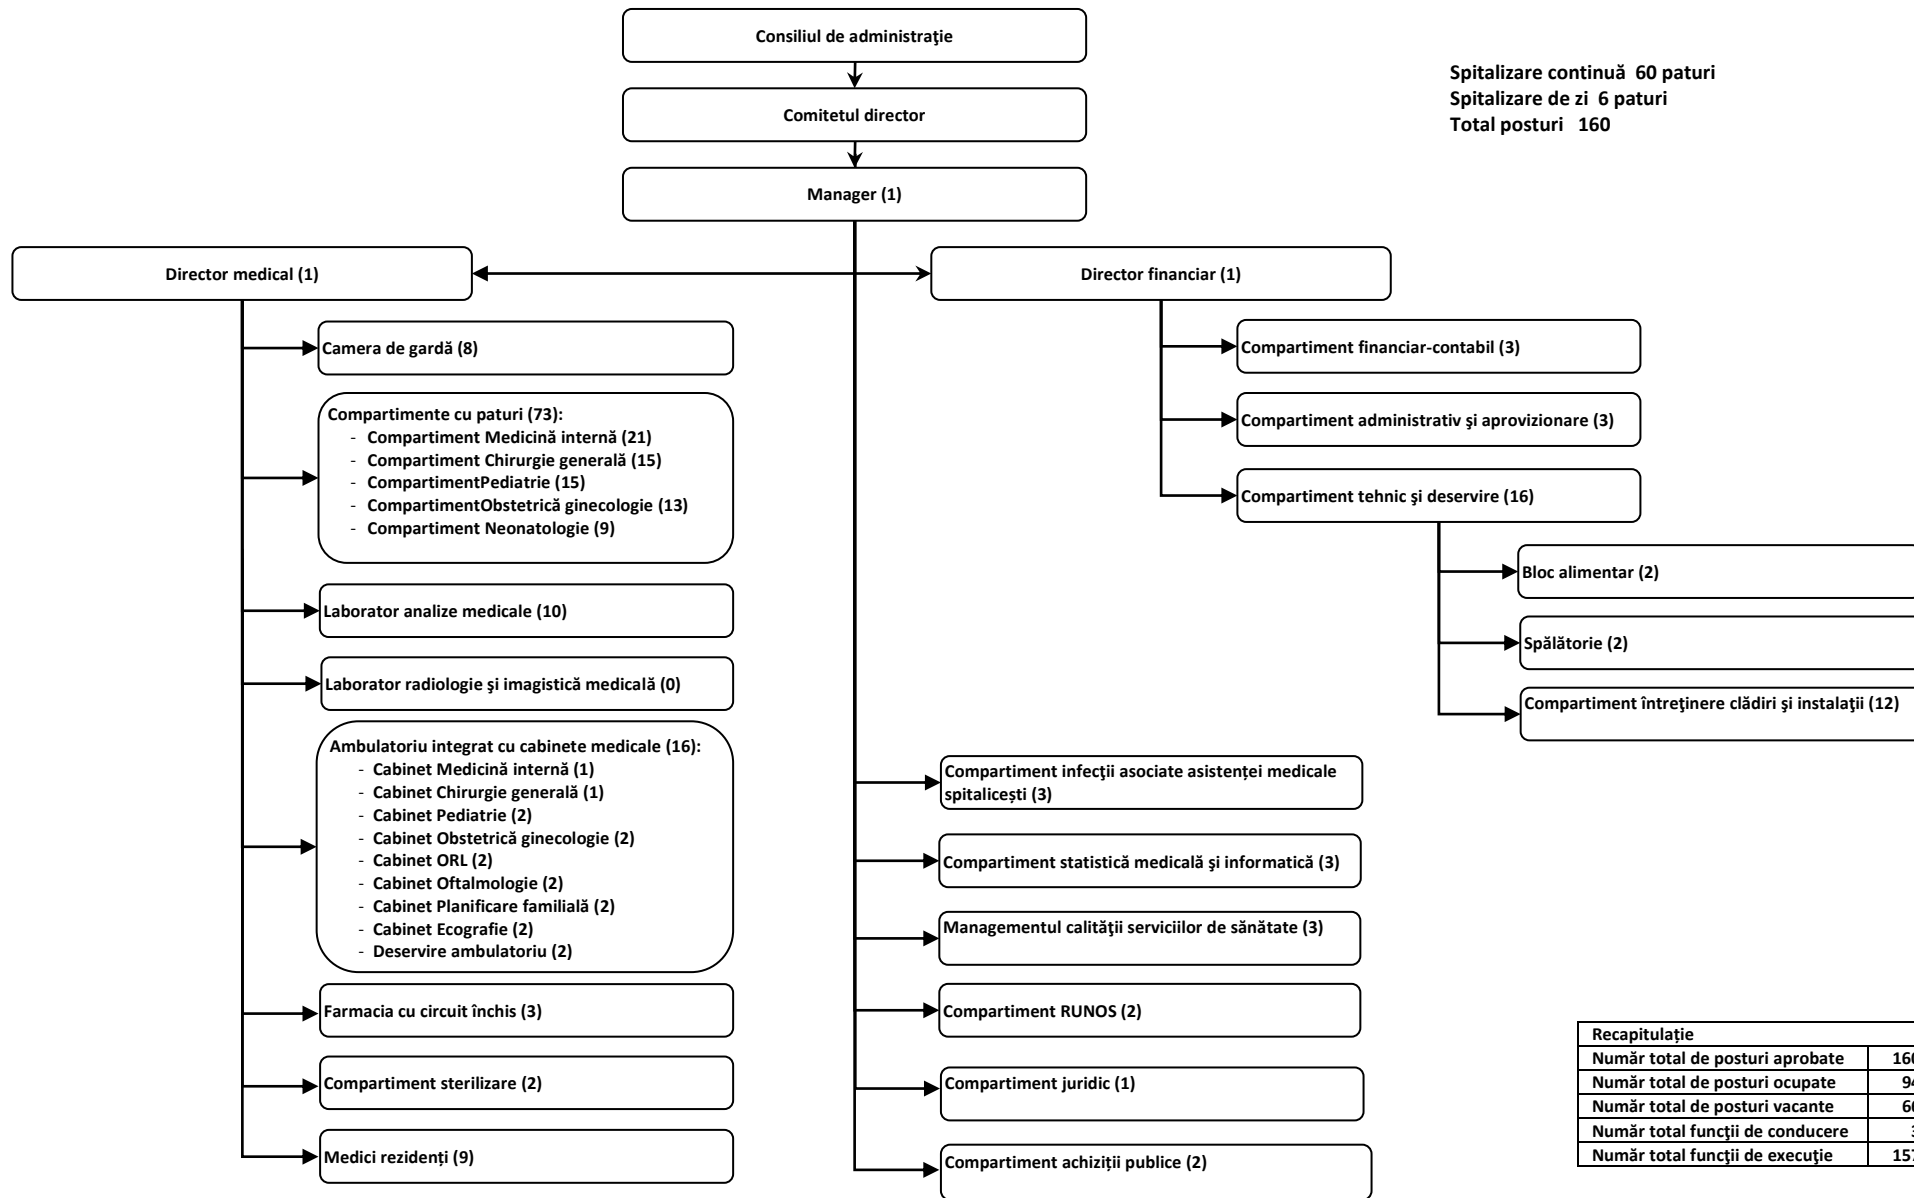 Consiliul de administraţie
Comitetul director
Manager (1)
Spitalizare continuă 60 paturi
Spitalizare de zi 6 paturi
Total posturi 160
Director medical (1)
Director financiar (1)
Camera de gardă (8)
Compartimente cu paturi (73):
- Compartiment Medicină internă (21)
- Compartiment Chirurgie generală (15)
- CompartimentPediatrie (15)
- CompartimentObstetrică ginecologie (13)
- Compartiment Neonatologie (9)
Laborator analize medicale (10)
Laborator radiologie şi imagistică medicală (0)
Ambulatoriu integrat cu cabinete medicale (16):
- Cabinet Medicină internă (1)
- Cabinet Chirurgie generală (1)
- Cabinet Pediatrie (2)
- Cabinet Obstetrică ginecologie (2)
- Cabinet ORL (2)
- Cabinet Oftalmologie (2)
- Cabinet Planificare familială (2)
- Cabinet Ecografie (2)
- Deservire ambulatoriu (2)
Farmacia cu circuit închis (3)
Compartiment sterilizare (2)
Medici rezidenți (9)
Compartiment financiar-contabil (3)
Compartiment administrativ şi aprovizionare (3)
Compartiment tehnic şi deservire (16)
Bloc alimentar (2)
Spălătorie (2)
Compartiment întreţinere clădiri şi instalaţii (12)
Compartiment infecţii asociate asistenței medicale
spitalicești (3)
Compartiment statistică medicală şi informatică (3)
Managementul calităţii serviciilor de sănătate (3)
Compartiment RUNOS (2)
Compartiment juridic (1)
Compartiment achiziții publice (2)
Recapitulație
Număr total de posturi aprobate 160
Număr total de posturi ocupate 94
Număr total de posturi vacante 66
Număr total funcţii de conducere 3
Număr total funcţii de execuţie 157